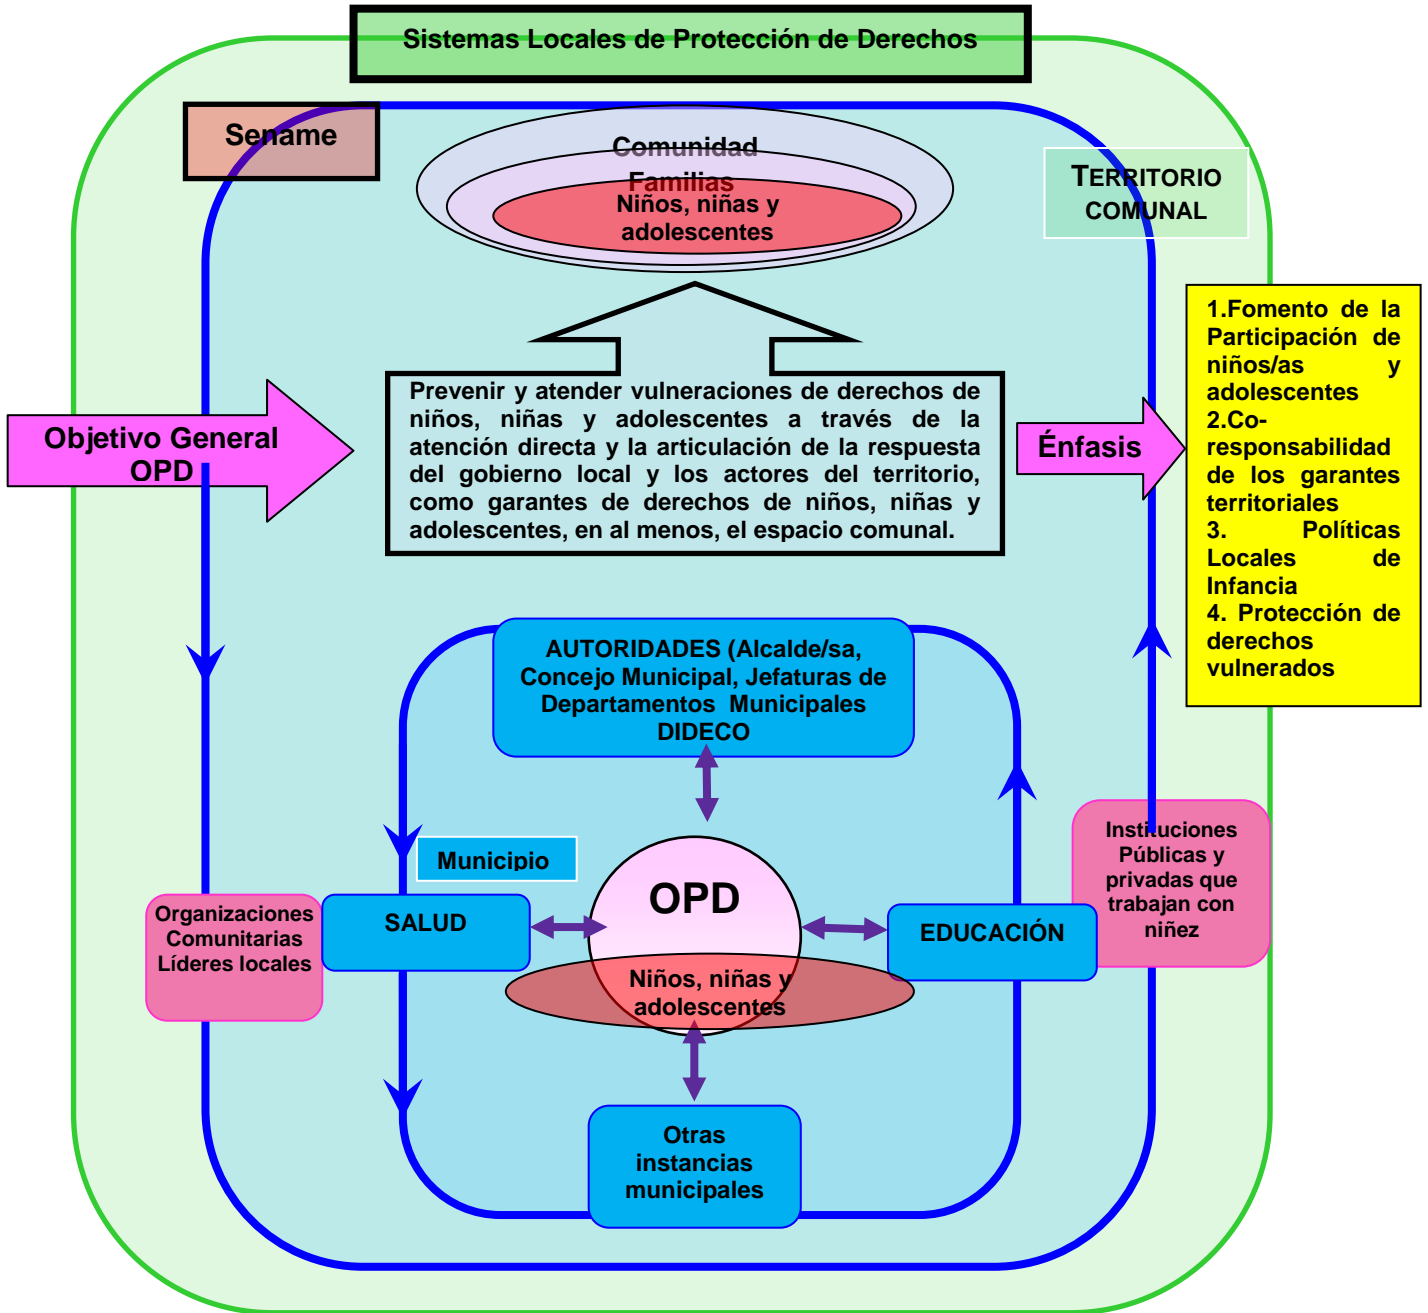 Sistemas Locales de Protección de Derechos
Sename
Comunidad
Familias
Niños, niñas y
adolescentes
TERRITORIO
COMUNAL
Objetivo General
OPD
Prevenir y atender vulneraciones de derechos de
niños, niñas y adolescentes a través de la
atención directa y la articulación de la respuesta
del gobierno local y los actores del territorio,
como garantes de derechos de niños, niñas y
adolescentes, en al menos, el espacio comunal.
Énfasis
1.Fomento de la
Participación de
niños/as y
adolescentes
2.Co-
responsabilidad
de los garantes
territoriales
3. Políticas
Locales de
Infancia
4. Protección de
derechos
vulnerados
AUTORIDADES (Alcalde/sa,
Concejo Municipal, Jefaturas de
Departamentos Municipales
DIDECO
Municipio
OPD
Niños, niñas y
adolescentes
Organizaciones
Comunitarias
Líderes locales
SALUD
EDUCACIÓN
Instituciones
Públicas y
privadas que
trabajan con
niñez
Otras
instancias
municipales